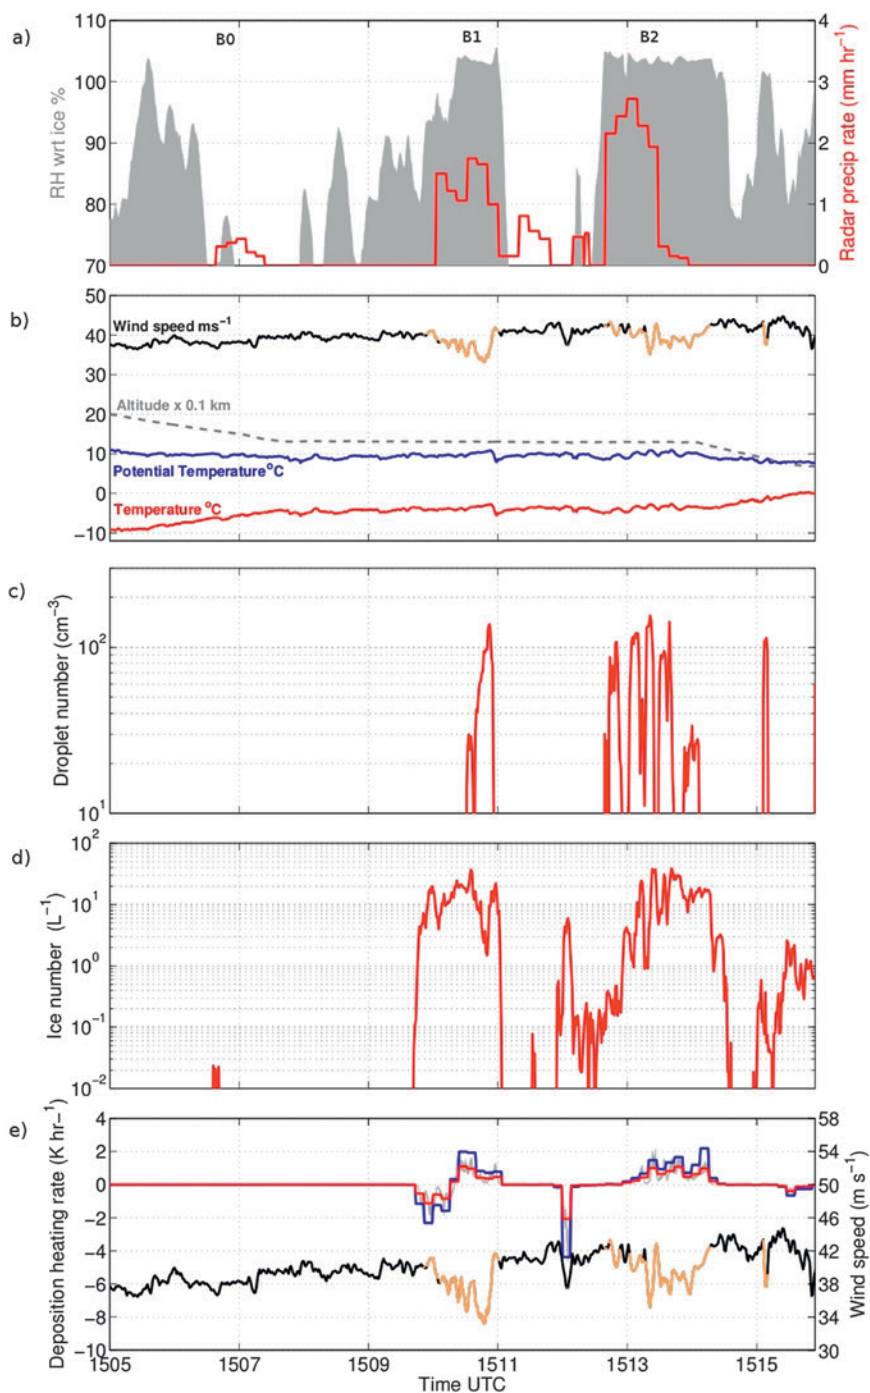 a)
B0
B1
B2
RH wrt ice %
110
100
90
80
70
Radar precip rate (mm hr⁻¹)
4
3
2
1
0
b)
50
40
30
20
10
0
−10
Wind speed ms⁻¹
Altitude x 0.1 km
Potential Temperature°C
Temperature °C
c)
Droplet number (cm⁻³)
10²
10¹
d)
Ice number (L⁻¹)
10²
10¹
10⁰
10⁻¹
10⁻²
e)
Deposition heating rate (K hr−¹)
4
2
0
−2
−4
−6
−8
−10
Wind speed (m s⁻¹)
58
54
50
46
42
38
34
30
1505
1507
1509
1511
1513
1515
Time UTC